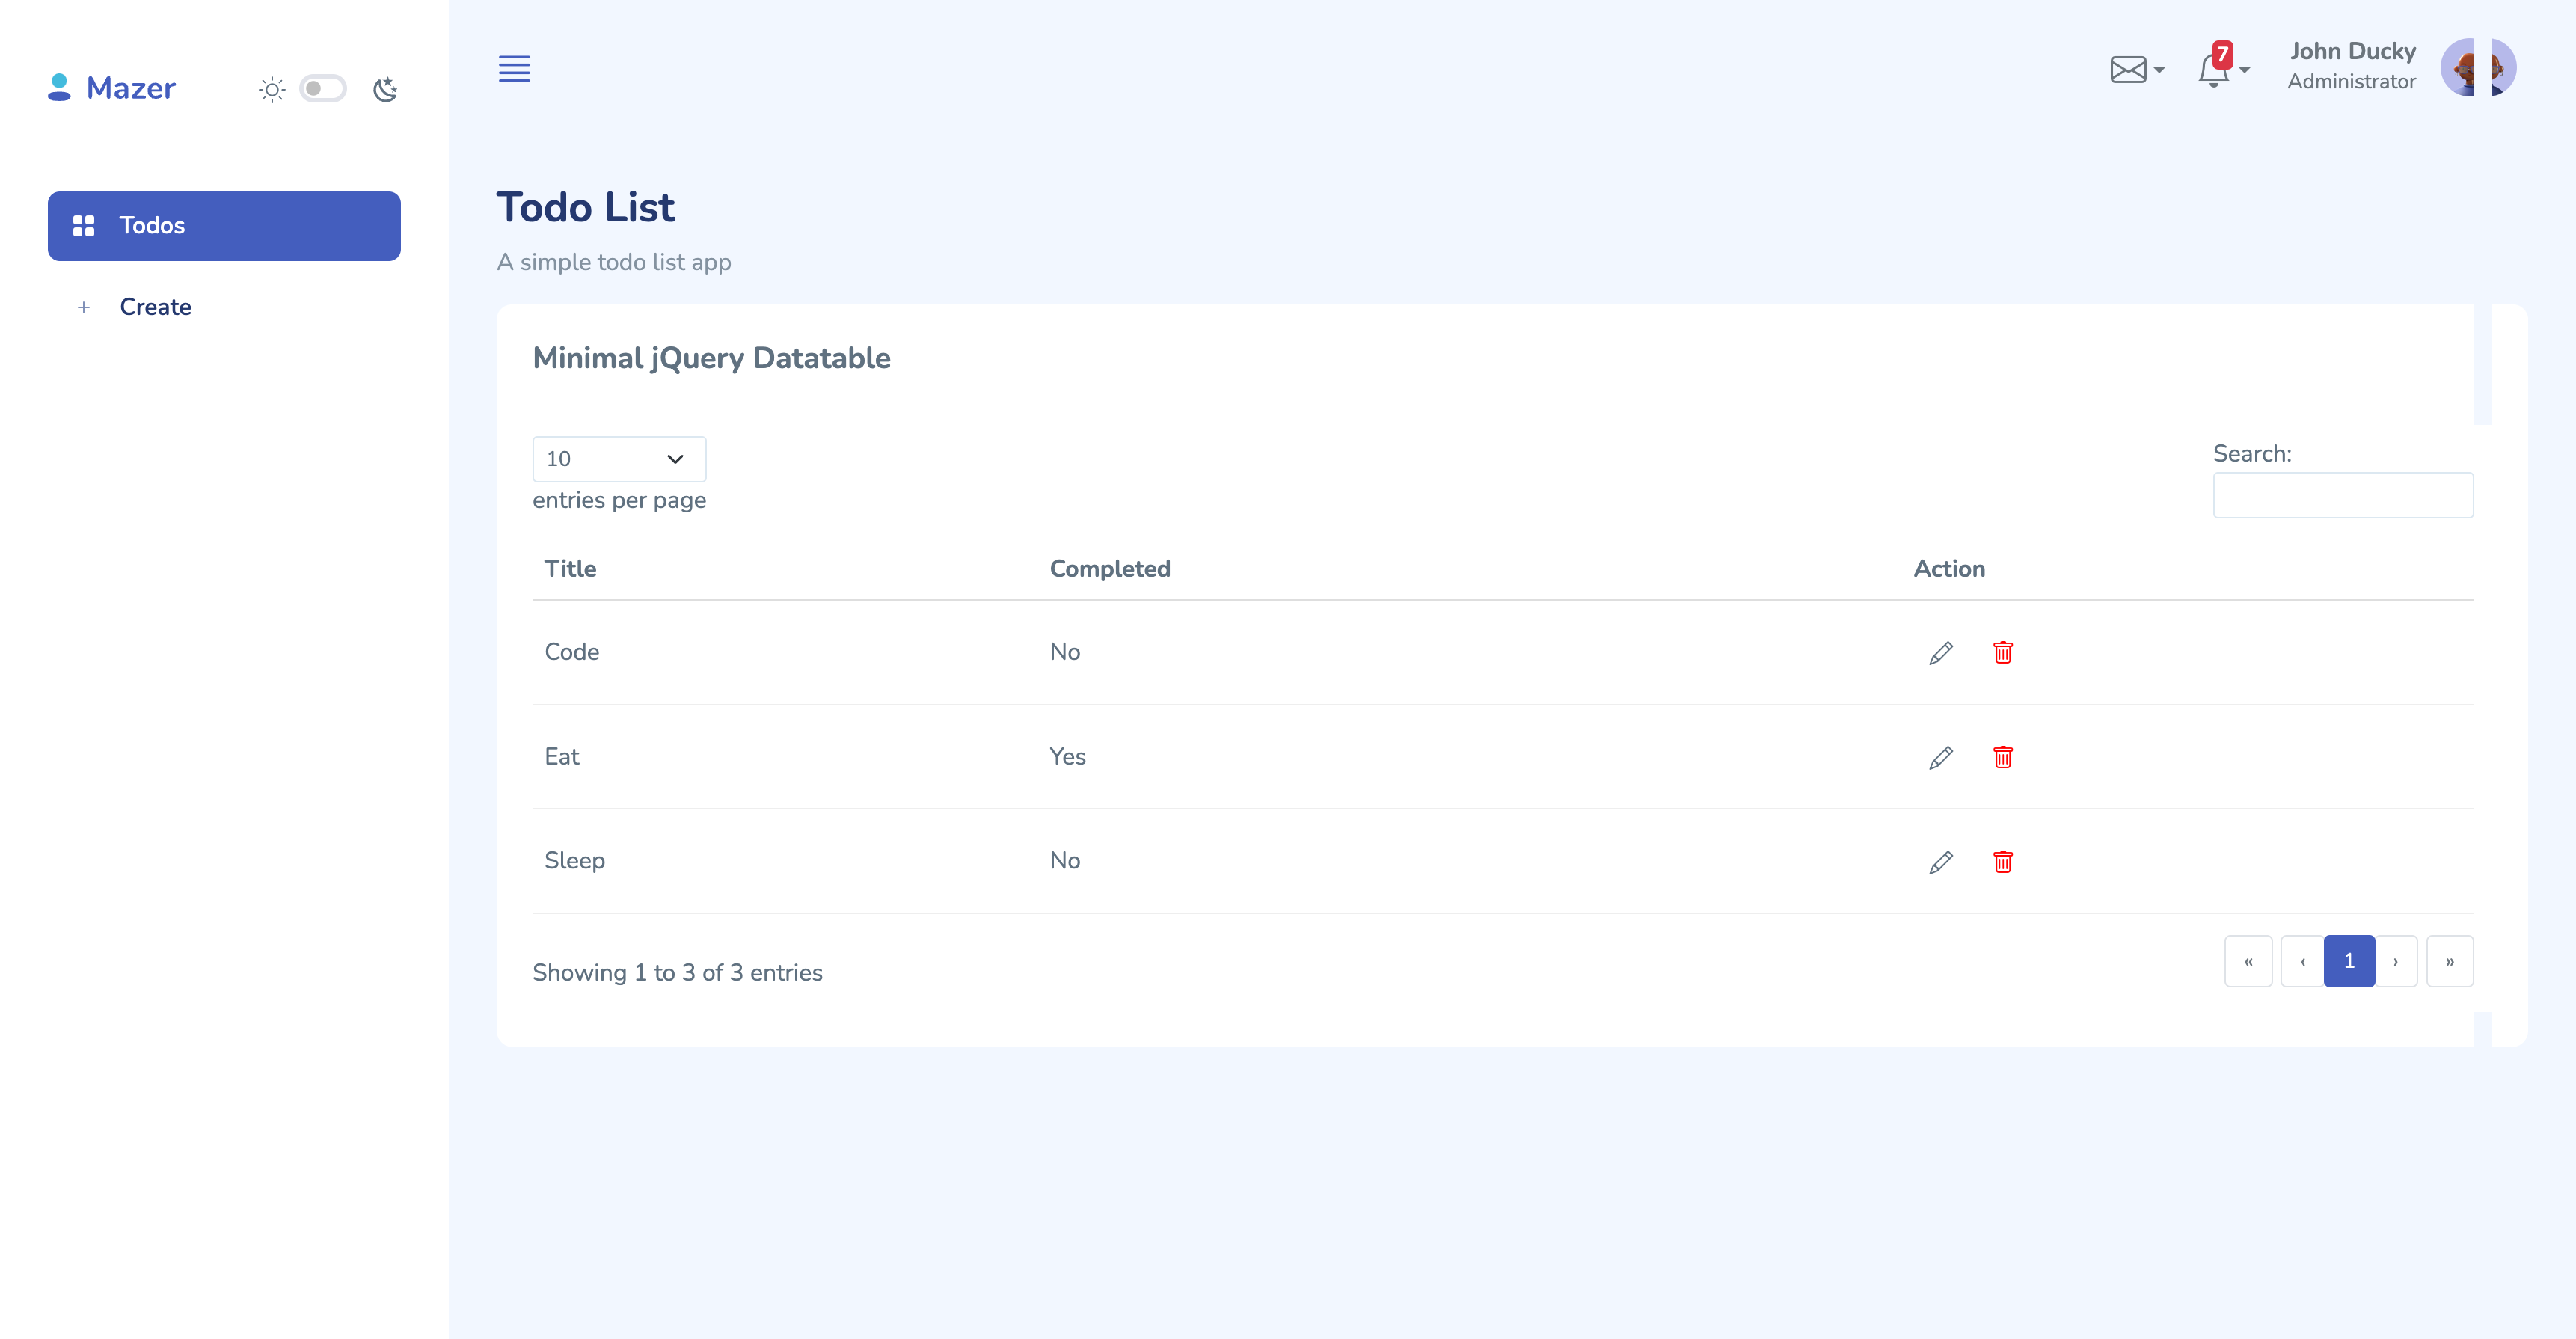 Mazer
Todos
Create
7
John Ducky
Administrator
Todo List
A simple todo list app
Minimal jQuery Datatable
10
entries per page
Search:
Title Completed Action
Code No
Eat Yes
Sleep No
Showing 1 to 3 of 3 entries
« ‹ 1 › »